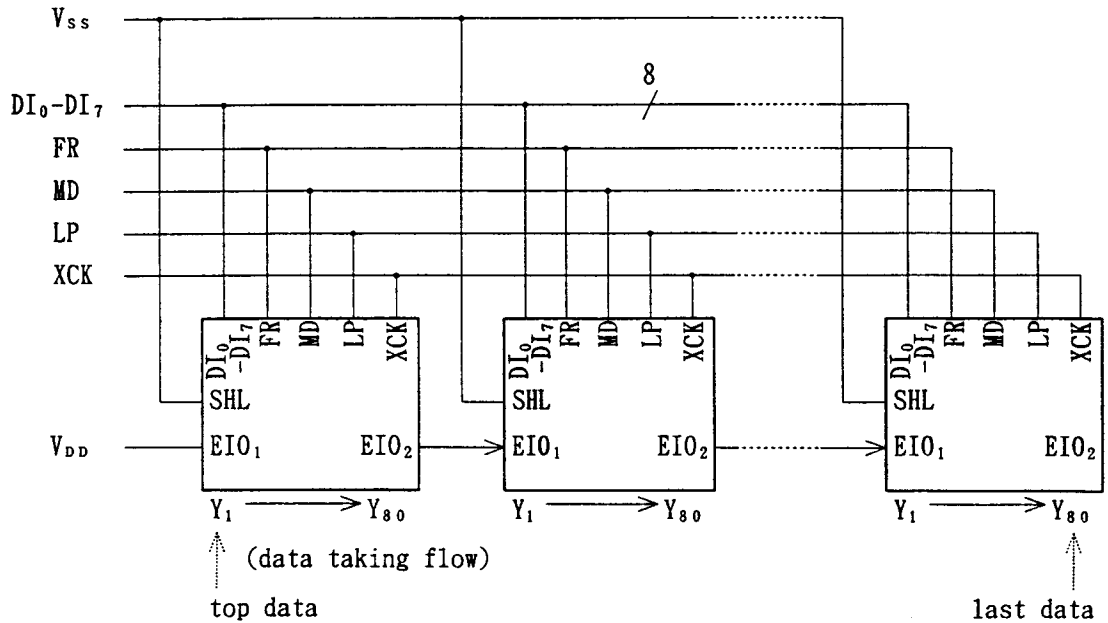 Vss
8
DI₀-DI₇
FR
MD
LP
XCK
DI₀
-DI₇
FR
MD
LP
XCK
DI₀
-DI₇
FR
MD
LP
XCK
DI₀
-DI₇
FR
MD
LP
XCK
SHL
SHL
SHL
VDD
EIO₁
EIO₂
EIO₁
EIO₂
EIO₁
EIO₂
Y₁
Y₈₀
Y₁
Y₈₀
Y₁
Y₈₀
(data taking flow)
top data
last data